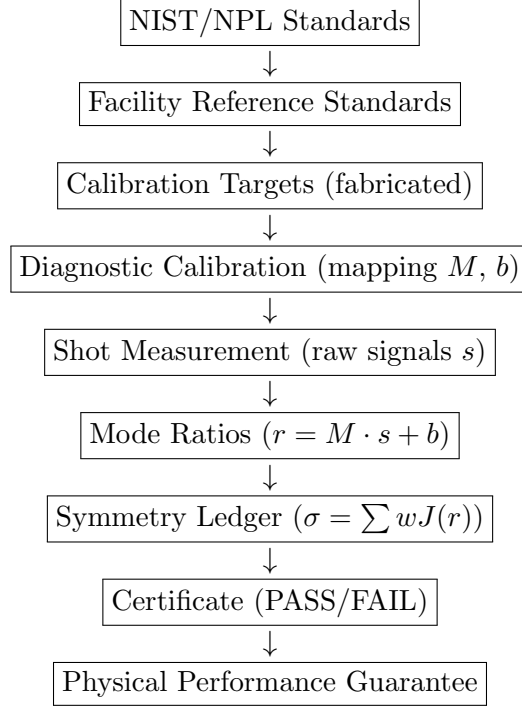 NIST/NPL Standards
↓
Facility Reference Standards
↓
Calibration Targets (fabricated)
↓
Diagnostic Calibration (mapping M, b)
↓
Shot Measurement (raw signals s)
↓
Mode Ratios (r = M · s + b)
↓
Symmetry Ledger (σ = ∑ wJ(r))
↓
Certificate (PASS/FAIL)
↓
Physical Performance Guarantee